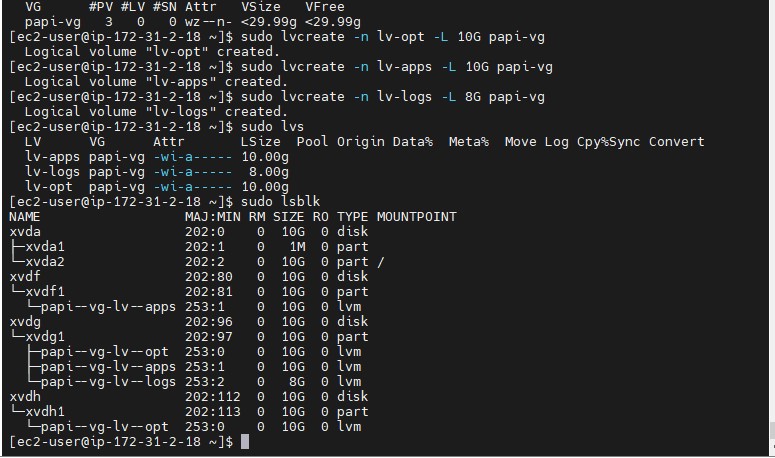 VG #PV #LV #SN Attr VSize VFree
papi-vg 3 0 0 wz--n- <29.99g <29.99g
[ec2-user@ip-172-31-2-18 ~]$ sudo lvcreate -n lv-opt -L 10G papi-vg
Logical volume "lv-opt" created.
[ec2-user@ip-172-31-2-18 ~]$ sudo lvcreate -n lv-apps -L 10G papi-vg
Logical volume "lv-apps" created.
[ec2-user@ip-172-31-2-18 ~]$ sudo lvcreate -n lv-logs -L 8G papi-vg
Logical volume "lv-logs" created.
[ec2-user@ip-172-31-2-18 ~]$ sudo lvs
LV VG Attr LSize Pool Origin Data% Meta% Move Log Cpy%Sync Convert
lv-apps papi-vg -wi-a----- 10.00g
lv-logs papi-vg -wi-a----- 8.00g
lv-opt papi-vg -wi-a----- 10.00g
[ec2-user@ip-172-31-2-18 ~]$ sudo lsblk
NAME MAJ:MIN RM SIZE RO TYPE MOUNTPOINT
xvda 202:0 0 10G 0 disk
├─xvda1 202:1 0 1M 0 part
└─xvda2 202:2 0 10G 0 part /
xvdf 202:80 0 10G 0 disk
└─xvdf1 202:81 0 10G 0 part
└─papi--vg-lv--apps 253:1 0 10G 0 lvm
xvdg 202:96 0 10G 0 disk
└─xvdg1 202:97 0 10G 0 part
├─papi--vg-lv--opt 253:0 0 10G 0 lvm
├─papi--vg-lv--apps 253:1 0 10G 0 lvm
└─papi--vg-lv--logs 253:2 0 8G 0 lvm
xvdh 202:112 0 10G 0 disk
└─xvdh1 202:113 0 10G 0 part
└─papi--vg-lv--opt 253:0 0 10G 0 lvm
[ec2-user@ip-172-31-2-18 ~]$